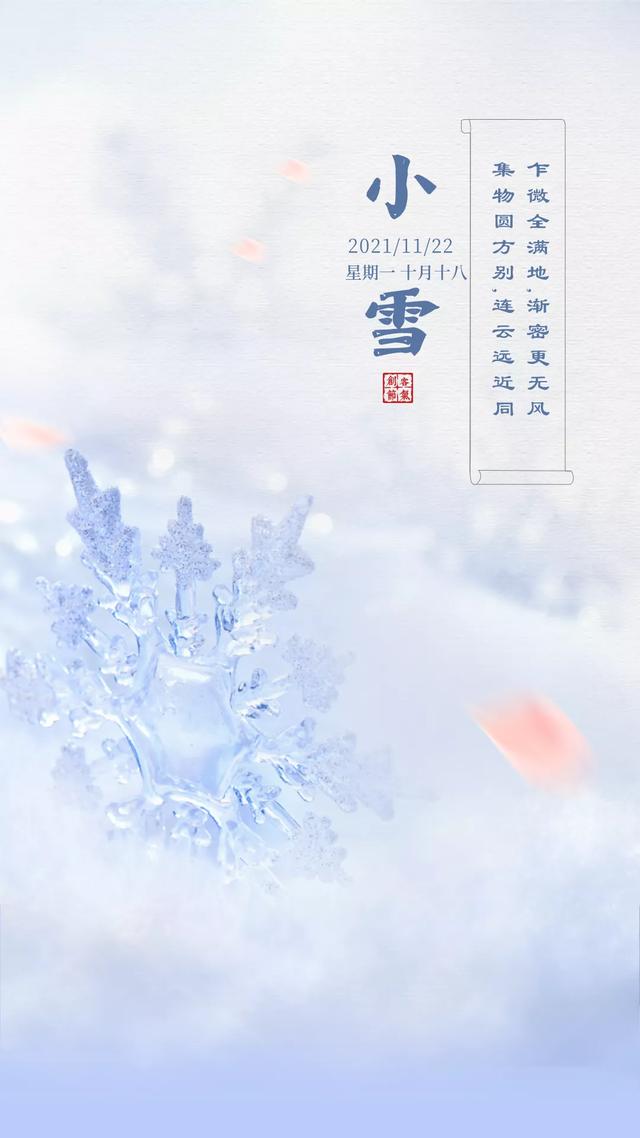 小
2021/11/22
星期一 十月十八
雪
乍微全满地,渐密更无风
集物圆方别,连云远近同